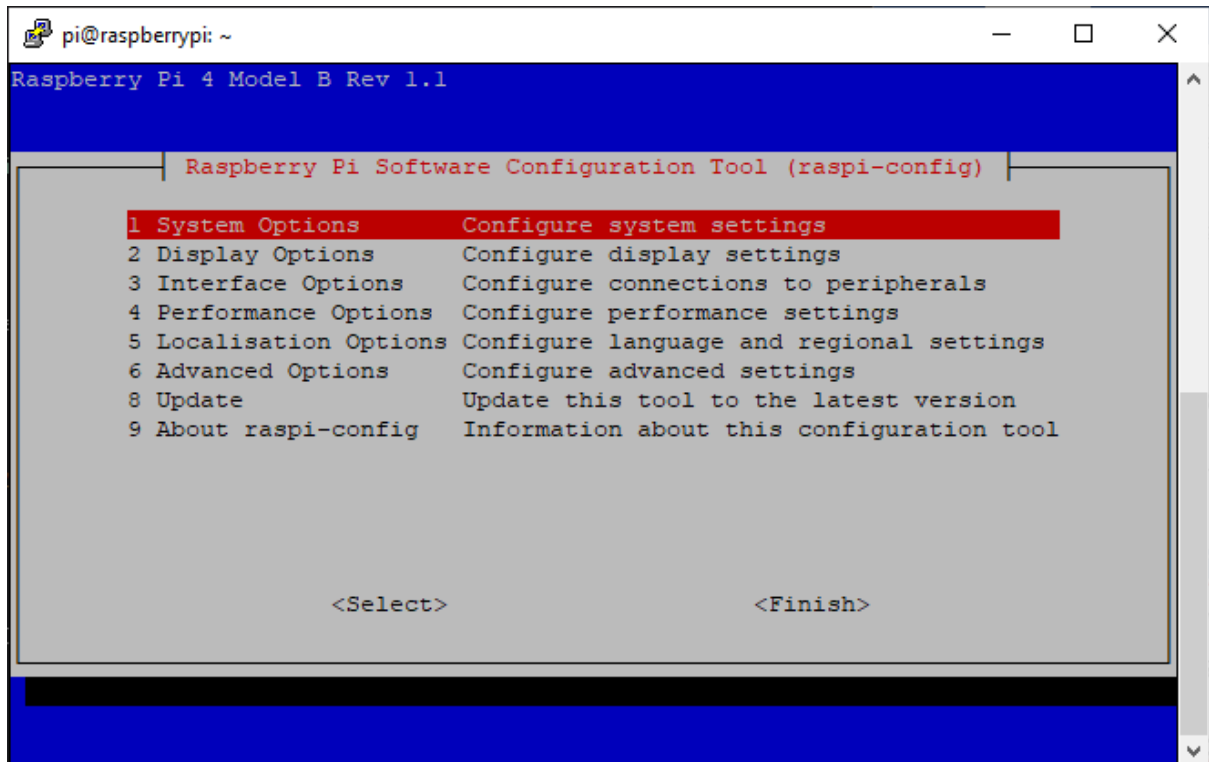 pi@raspberrypi: ~
Raspberry Pi 4 Model B Rev 1.1
Raspberry Pi Software Configuration Tool (raspi-config)
1 System Options Configure system settings
2 Display Options Configure display settings
3 Interface Options Configure connections to peripherals
4 Performance Options Configure performance settings
5 Localisation Options Configure language and regional settings
6 Advanced Options Configure advanced settings
8 Update Update this tool to the latest version
9 About raspi-config Information about this configuration tool
<Select> <Finish>